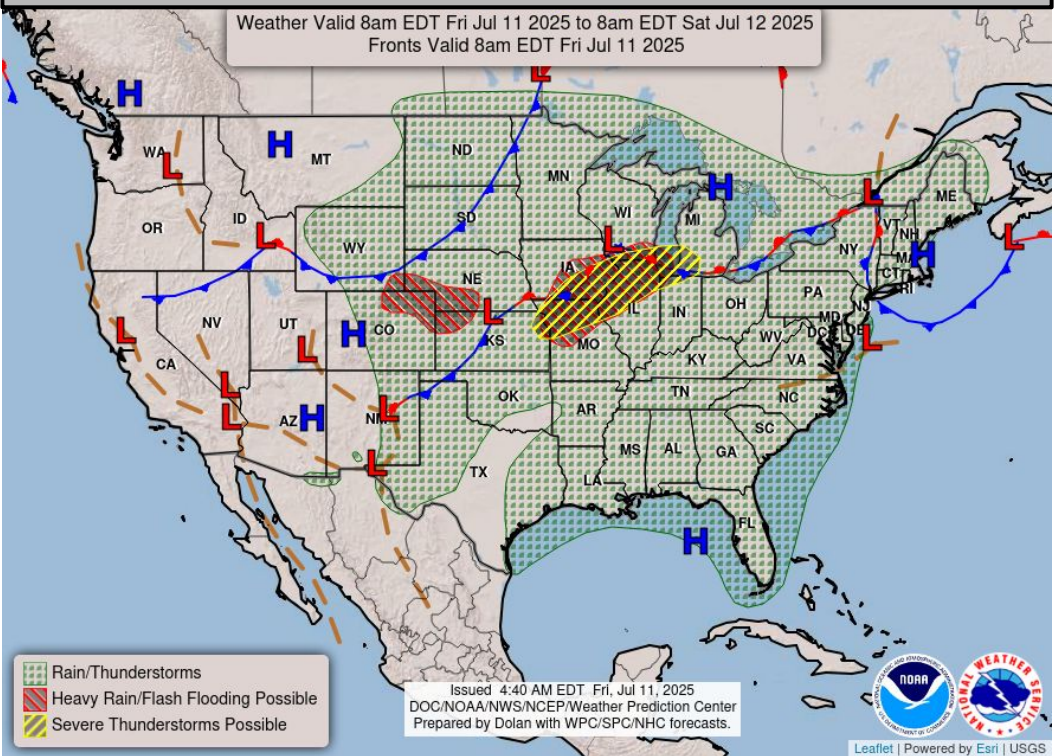 Weather Valid 8am EDT Fri Jul 11 2025 to 8am EDT Sat Jul 12 2025
Fronts Valid 8am EDT Fri Jul 11 2025
L
H
H
WA
L
MT
ND
MN
H
ME
OR
ID
L
WY
SD
WI
MI
L
VT
NH
NY
MA
CT
RI
H
L
L
NE
IA
L
NV
UT
H
CO
KS
MO
IL
IN
OH
PA
NJ
MD
DE
DC
WV
VA
L
L
CA
L
KY
L
L
AZ
H
NM
L
OK
AR
TN
NC
SC
L
TX
MS
AL
GA
LA
FL
H
Rain/Thunderstorms
Heavy Rain/Flash Flooding Possible
Severe Thunderstorms Possible
Issued 4:40 AM EDT Fri, Jul 11, 2025
DOC/NOAA/NWS/NCEP/Weather Prediction Center
Prepared by Dolan with WPC/SPC/NHC forecasts.
NOAA
NATIONAL WEATHER SERVICE
Leaflet | Powered by Esri | USGS